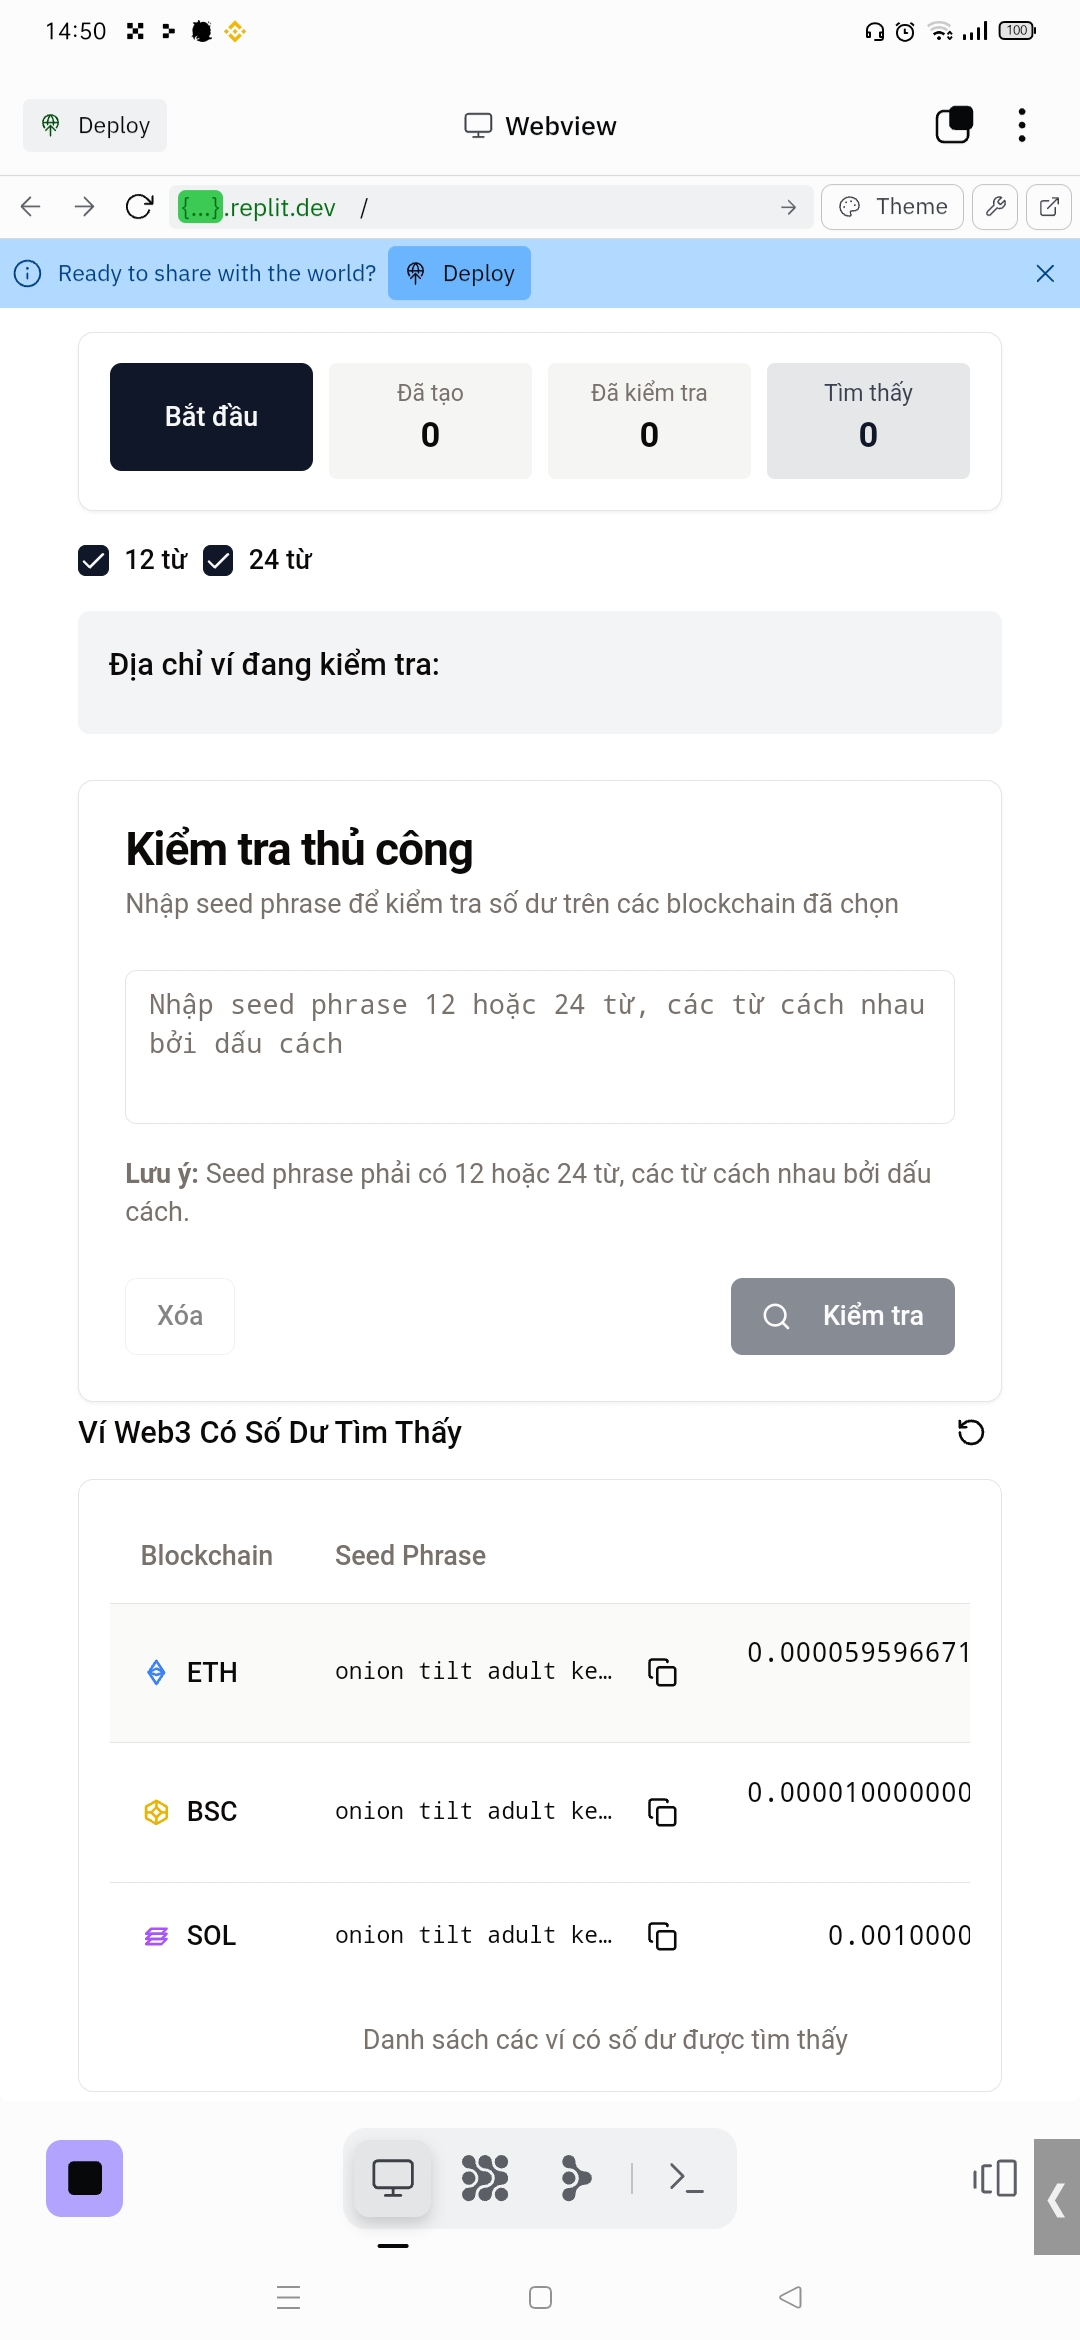 14:50
100
Deploy
Webview
{...}.replit.dev /
Theme
Ready to share with the world?
Deploy
Bắt đầu
Đã tạo
0
Đã kiểm tra
0
Tìm thấy
0
12 từ
24 từ
Địa chỉ ví đang kiểm tra:
Kiểm tra thủ công
Nhập seed phrase để kiểm tra số dư trên các blockchain đã chọn
Nhập seed phrase 12 hoặc 24 từ, các từ cách nhau
bởi dấu cách
Lưu ý: Seed phrase phải có 12 hoặc 24 từ, các từ cách nhau bởi dấu
cách.
Xóa
Kiểm tra
Ví Web3 Có Số Dư Tìm Thấy
Blockchain
Seed Phrase
ETH
onion tilt adult ke…
0.000059596671
BSC
onion tilt adult ke…
0.000010000000
SOL
onion tilt adult ke…
0.0010000
Danh sách các ví có số dư được tìm thấy